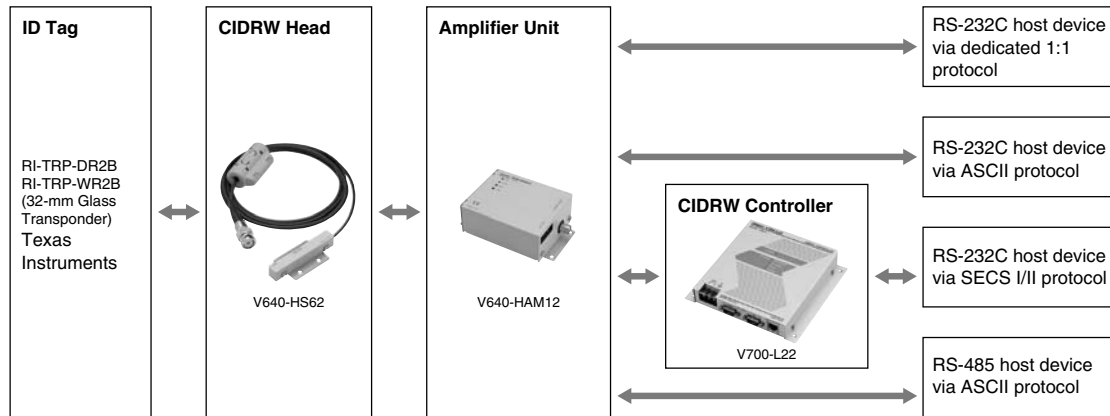 ID Tag
RI-TRP-DR2B
RI-TRP-WR2B
(32-mm Glass
Transponder)
Texas
Instruments
CIDRW Head
V640-HS62
Amplifier Unit
V640-HAM12
CIDRW Controller
V700-L22
RS-232C host device
via dedicated 1:1
protocol
RS-232C host device
via ASCII protocol
RS-232C host device
via SECS I/II protocol
RS-485 host device
via ASCII protocol